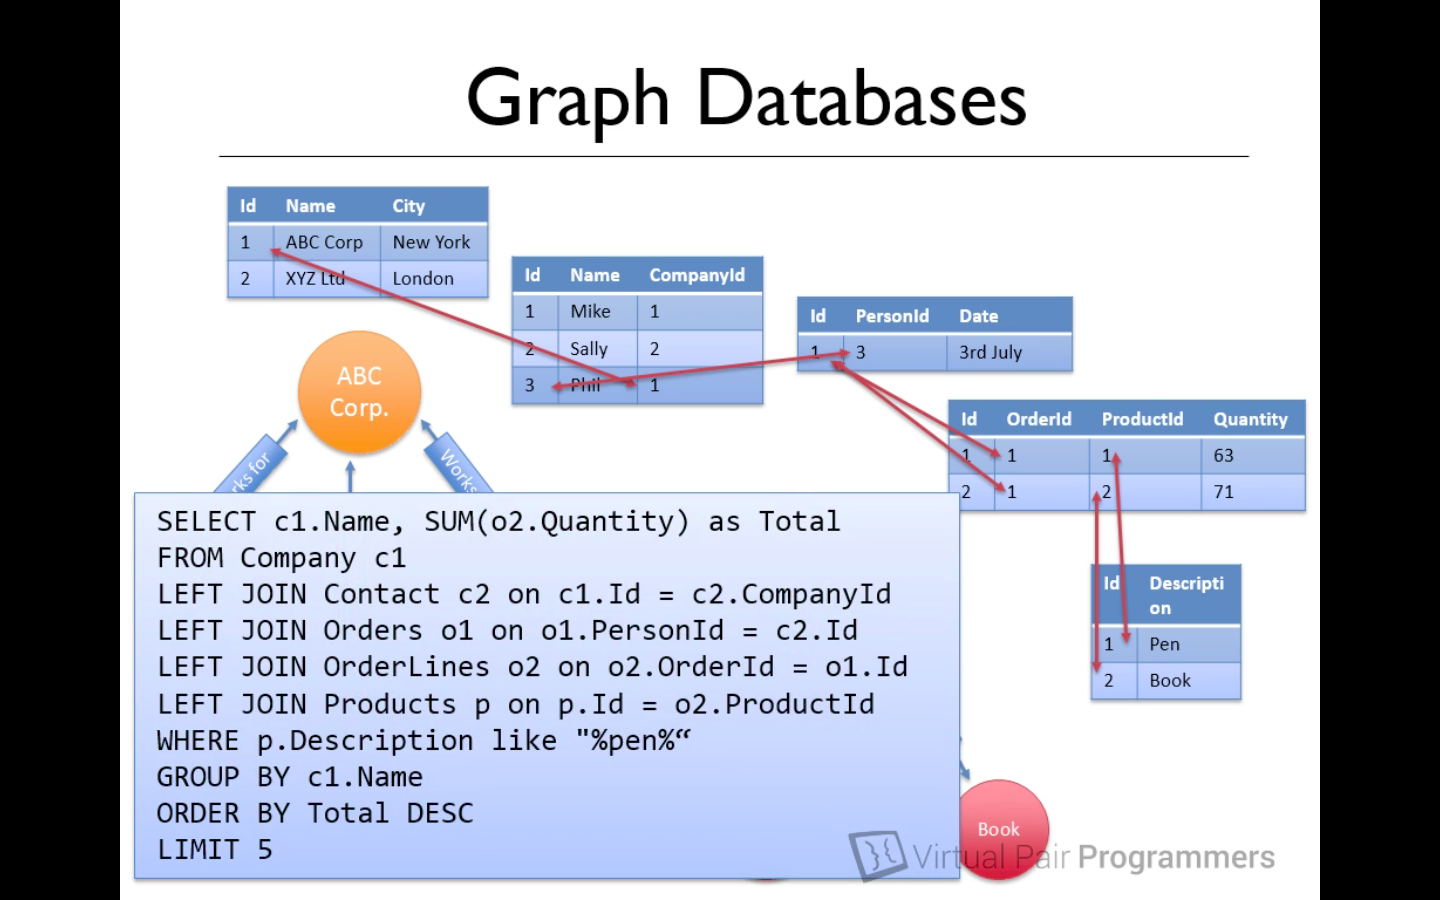 Graph Databases
Id Name City
1 ABC Corp New York
2 XYZ Ltd London
Id Name CompanyId
1 Mike 1
2 Sally 2
3 Phil 1
Id PersonId Date
1 3 3rd July
Id OrderId ProductId Quantity
1 1 1 63
2 1 2 71
Id Descripti
on
1 Pen
2 Book
ABC
Corp.
for
Works
SELECT c1.Name, SUM(o2.Quantity) as Total
FROM Company c1
LEFT JOIN Contact c2 on c1.Id = c2.CompanyId
LEFT JOIN Orders o1 on o1.PersonId = c2.Id
LEFT JOIN OrderLines o2 on o2.OrderId = o1.Id
LEFT JOIN Products p on p.Id = o2.ProductId
WHERE p.Description like "%pen%“
GROUP BY c1.Name
ORDER BY Total DESC
LIMIT 5
Book
Virtual Pair Programmers